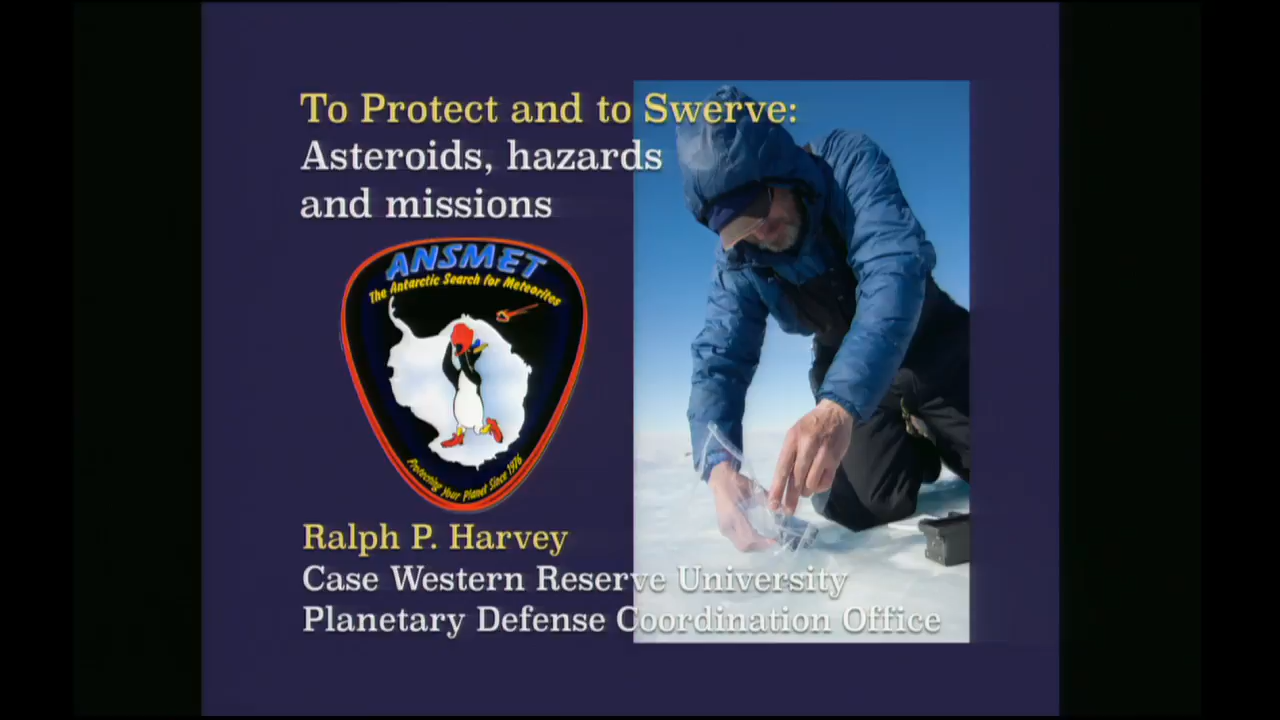 To Protect and to Swerve:
Asteroids, hazards
and missions
ANSMET
The Antarctic Search for Meteorites
Protecting Your Planet Since 1976
Ralph P. Harvey
Case Western Reserve University
Planetary Defense Coordination Office